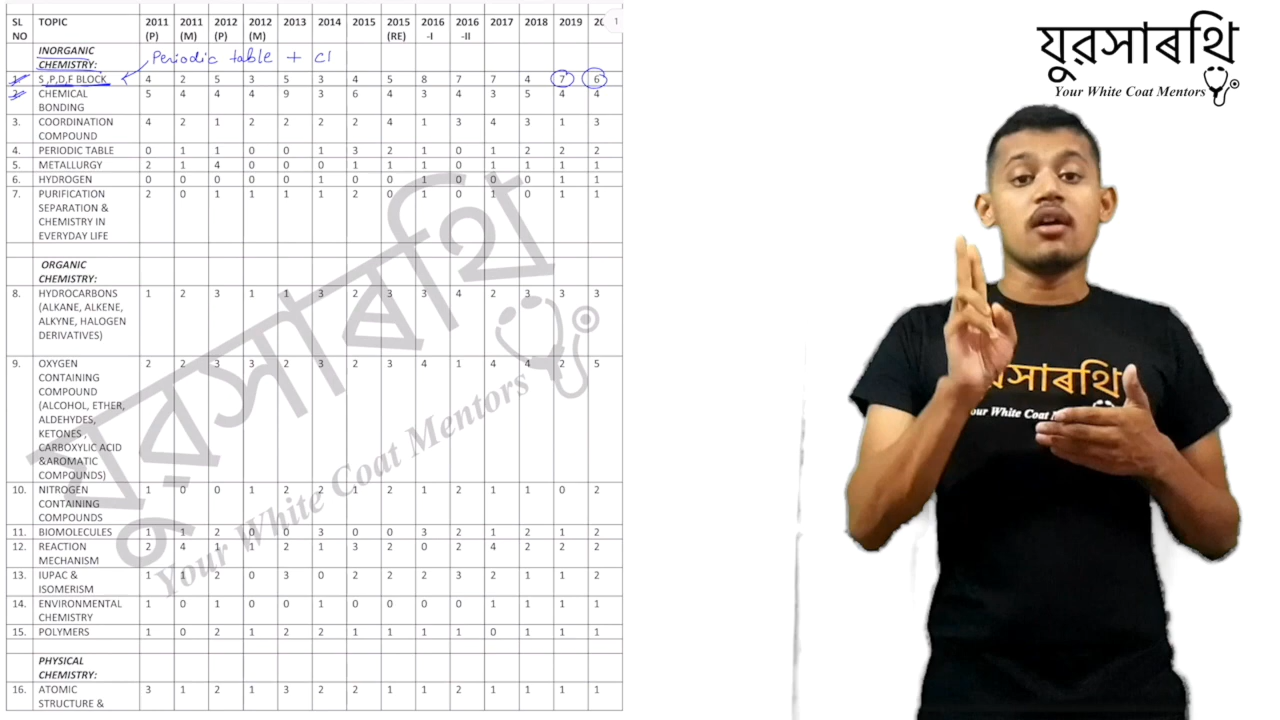 SL NO TOPIC 2011 (P) 2011 (M) 2012 (P) 2012 (M) 2013 2014 2015 2015 (RE) 2016 -I 2016 -II 2017 2018 2019 1
INORGANIC CHEMISTRY:
Periodic table +
1. S ,P,D,F BLOCK 4 2 5 3 5 3 4 5 8 7 7 4 7 6
2. CHEMICAL BONDING 5 4 4 4 9 3 6 4 3 4 3 5 4 4
3. COORDINATION COMPOUND 4 2 1 2 2 2 2 4 1 3 4 3 1 3
4. PERIODIC TABLE 0 1 1 0 0 1 3 2 1 0 1 2 2 2
5. METALLURGY 2 1 4 0 0 0 1 1 1 0 1 1 1 1
6. HYDROGEN 0 0 0 0 0 1 0 0 1 0 0 0 1 1
7. PURIFICATION SEPARATION & CHEMISTRY IN EVERYDAY LIFE 2 0 1 1 1 1 2 0 1 0 1 0 1 1
ORGANIC CHEMISTRY:
8. HYDROCARBONS (ALKANE, ALKENE, ALKYNE, HALOGEN DERIVATIVES) 1 2 3 1 1 3 2 3 3 4 2 3 3 3
9. OXYGEN CONTAINING COMPOUND (ALCOHOL, ETHER, ALDEHYDES, KETONES , CARBOXYLIC ACID &AROMATIC COMPOUNDS) 2 2 3 3 2 3 2 3 4 1 4 4 2 5
10. NITROGEN CONTAINING COMPOUNDS 1 0 0 1 2 2 1 2 1 2 1 1 0 2
11. BIOMOLECULES 1 1 2 0 0 3 0 0 3 2 1 2 1 2
12. REACTION MECHANISM 2 4 1 1 2 1 3 2 0 2 4 2 2 2
13. IUPAC & ISOMERISM 1 1 2 0 3 0 2 2 2 3 2 1 1 2
14. ENVIRONMENTAL CHEMISTRY 1 0 1 0 0 1 0 0 0 0 1 1 1 1
15. POLYMERS 1 0 2 1 2 2 1 1 1 1 0 1 1 1
PHYSICAL CHEMISTRY:
16. ATOMIC STRUCTURE & 3 1 2 1 3 2 2 1 1 2 1 1 1 1
যুৱসাৰথি
Your White Coat Mentors
যুৱসাৰথি
Your White Coat Mentors
ৱসাৰথি
our White Coat